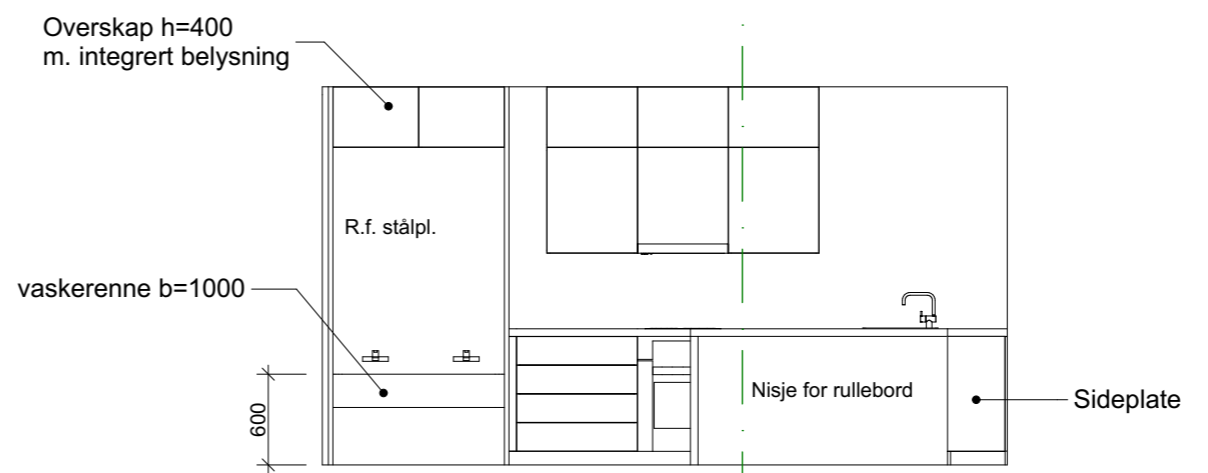 Overskap h=400
m. integrert belysning
R.f. stålpl.
vaskerenne b=1000
600
Nisje for rullebord
Sideplate